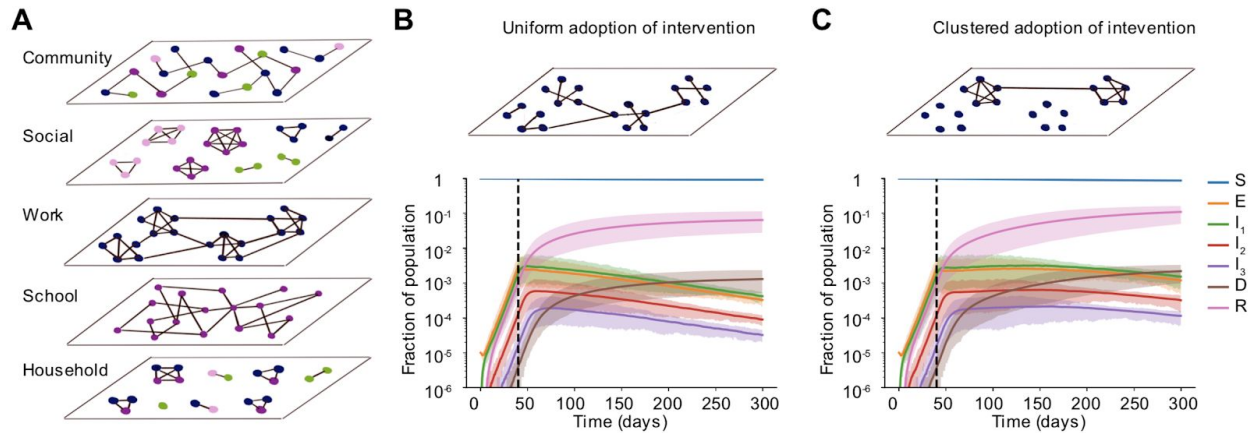 A
Community
Social
Work
School
Household
B
Uniform adoption of intervention
Fraction of population
1
10-1
10-2
10-3
10-4
10-5
10-6
0
50
100
150
200
250
300
Time (days)
C
Clustered adoption of intevention
Fraction of population
1
10-1
10-2
10-3
10-4
10-5
10-6
0
50
100
150
200
250
300
Time (days)
S
E
I1
I2
I3
D
R